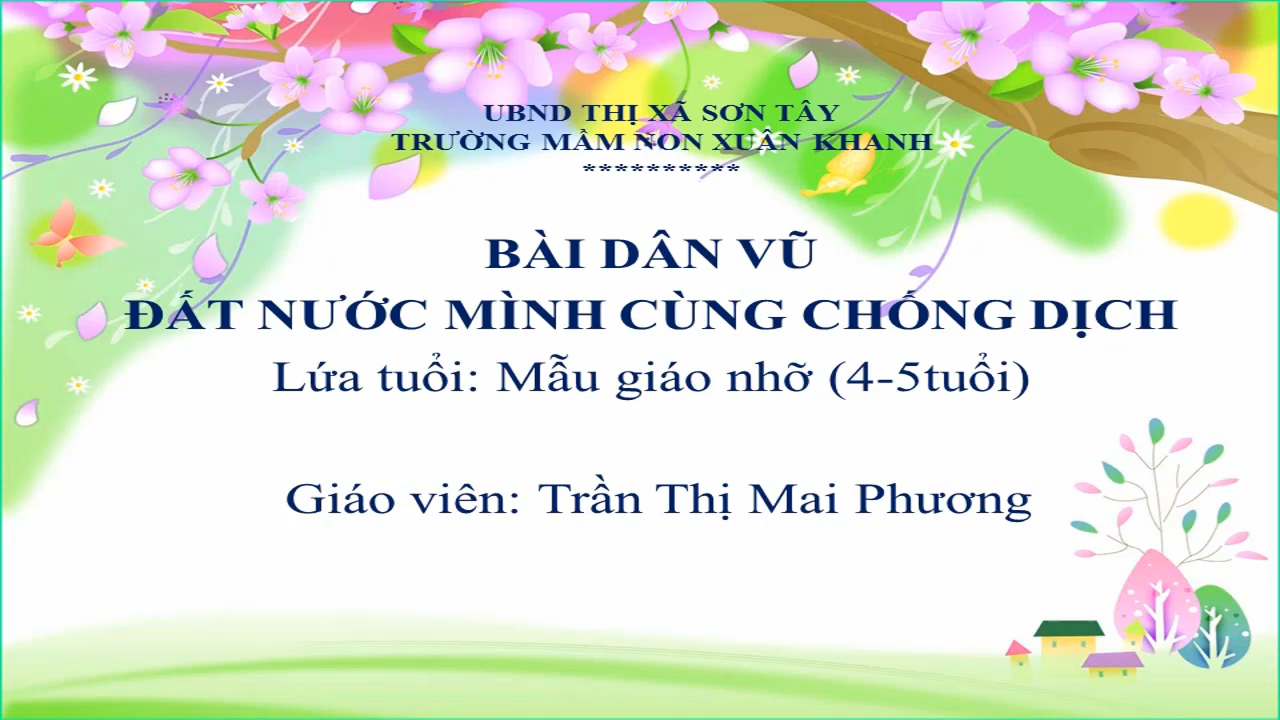 UBND THỊ XÃ SƠN TÂY
TRƯỜNG MẦM NON XUÂN KHANH
**********
BÀI DÂN VŨ
ĐẤT NƯỚC MÌNH CÙNG CHỐNG DỊCH
Lứa tuổi: Mẫu giáo nhỡ (4-5tuổi)
Giáo viên: Trần Thị Mai Phương